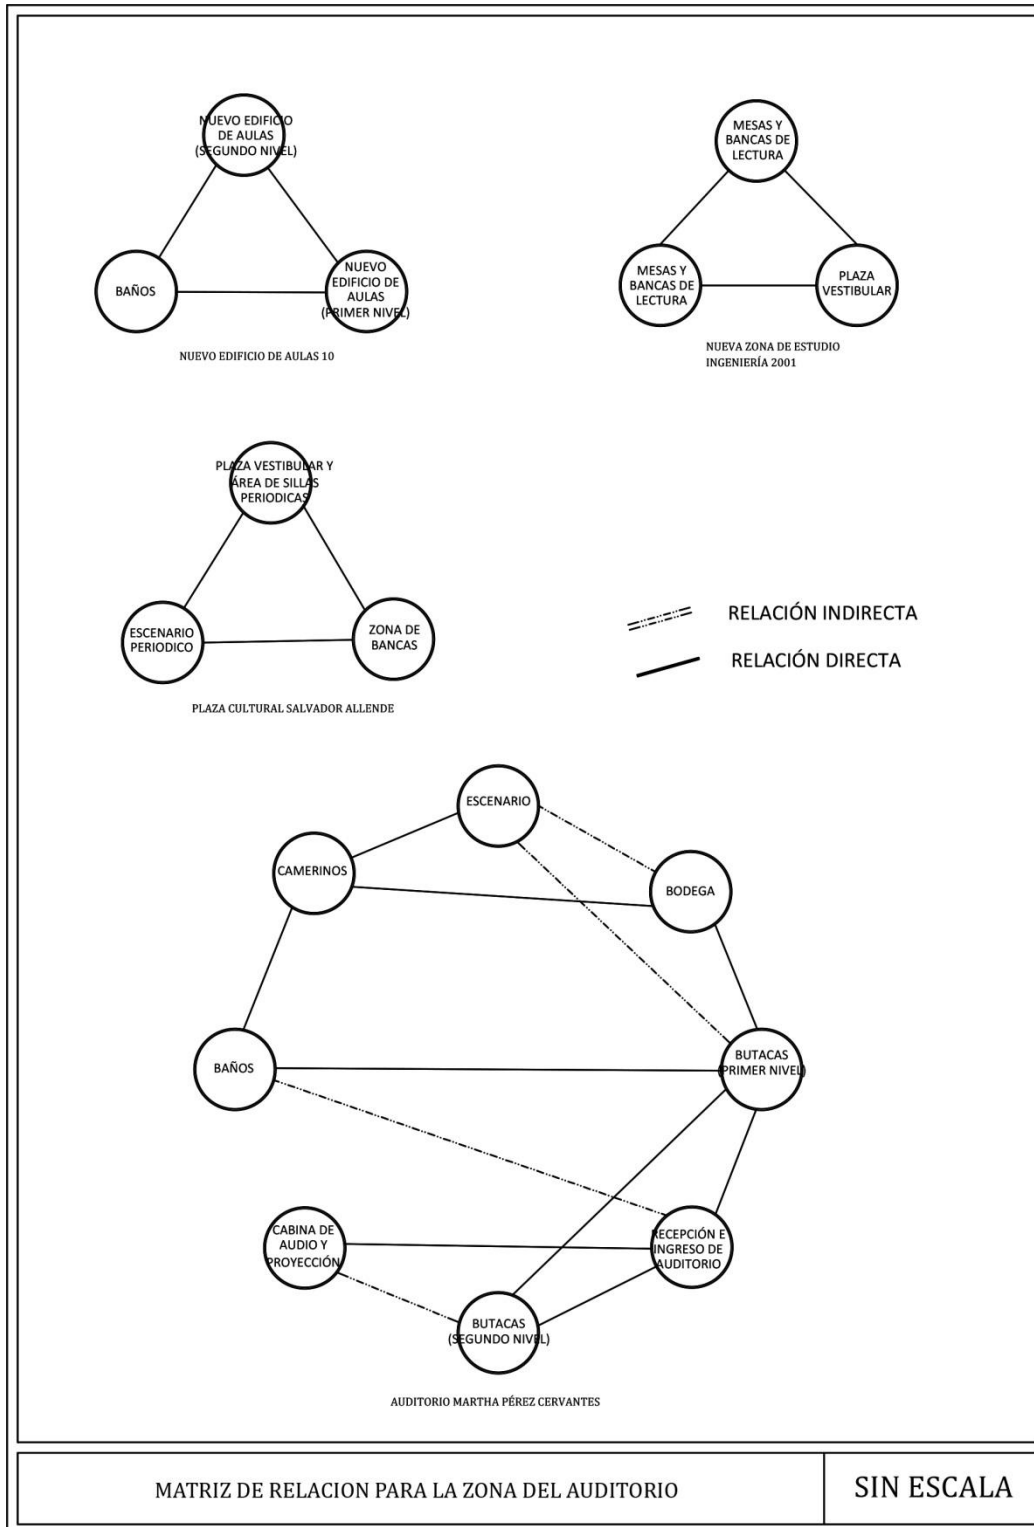 NUEVO EDIFICIO
DE AULAS
(SEGUNDO NIVEL)
BAÑOS
NUEVO
EDIFICIO DE
AULAS
(PRIMER NIVEL)
NUEVO EDIFICIO DE AULAS 10
MESAS Y
BANCAS DE
LECTURA
MESAS Y
BANCAS DE
LECTURA
PLAZA
VESTIBULAR
NUEVA ZONA DE ESTUDIO
INGENIERÍA 2001
PLAZA VESTIBULAR Y
ÁREA DE SILLAS
PERIODICAS
ESCENARIO
PERIODICO
ZONA DE
BANCAS
PLAZA CULTURAL SALVADOR ALLENDE
RELACIÓN INDIRECTA
RELACIÓN DIRECTA
ESCENARIO
CAMERINOS
BODEGA
BAÑOS
BUTACAS
(PRIMER NIVEL)
CABINA DE
AUDIO Y
PROYECCIÓN
RECEPCIÓN E
INGRESO DE
AUDITORIO
BUTACAS
(SEGUNDO NIVEL)
AUDITORIO MARTHA PÉREZ CERVANTES
MATRIZ DE RELACION PARA LA ZONA DEL AUDITORIO
SIN ESCALA